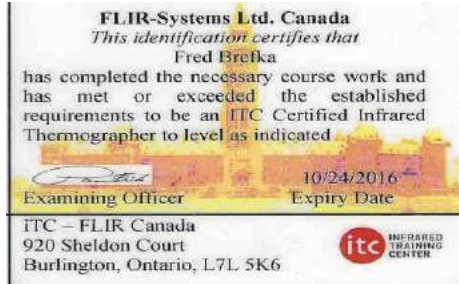 FLIR-Systems Ltd. Canada
This identification certifies that
Fred Brefka
has completed the necessary course work and
has met or exceeded the established
requirements to be an ITC Certified Infrared
Thermographer to level as indicated
10/24/2016
Examining Officer Expiry Date
iTC – FLIR Canada
920 Sheldon Court
Burlington, Ontario, L7L 5K6
itc INFRARED
TRAINING
CENTER